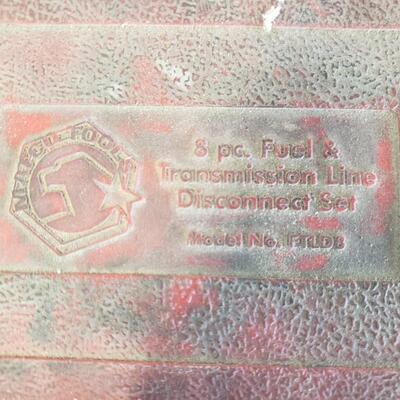 MATCO TOOLS
8 pc. Fuel &
Transmission Line
Disconnect Set
Model No. FTLD8